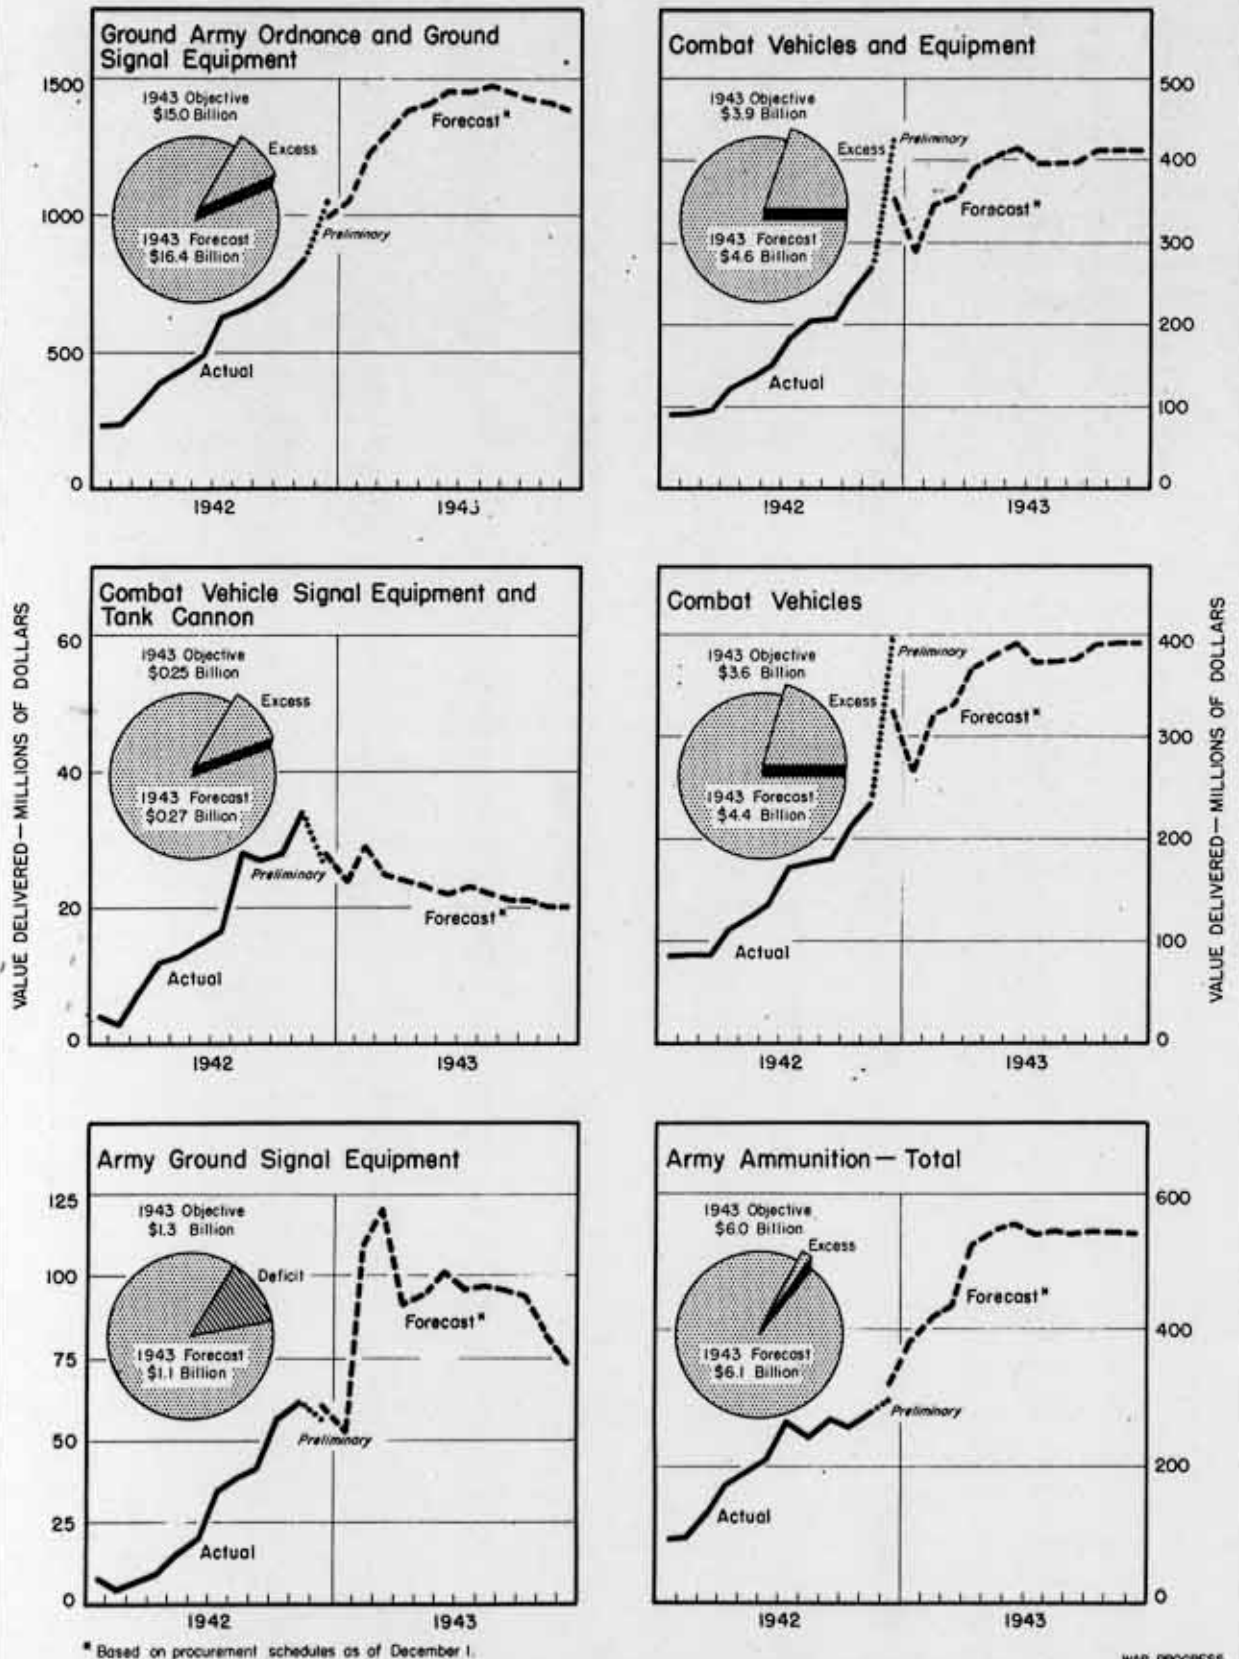 Ground Army Ordnance and Ground
Signal Equipment
1500
1000
500
0
1943 Objective
$15.0 Billion
Excess
1943 Forecast
$16.4 Billion
Forecast*
Preliminary
Actual
1942
1943
Combat Vehicles and Equipment
500
400
300
200
100
0
1943 Objective
$3.9 Billion
Excess
1943 Forecast
$4.6 Billion
Preliminary
Forecast*
Actual
1942
1943
VALUE DELIVERED—MILLIONS OF DOLLARS
Combat Vehicle Signal Equipment and
Tank Cannon
60
40
20
0
1943 Objective
$0.25 Billion
Excess
1943 Forecast
$0.27 Billion
Preliminary
Forecast*
Actual
1942
1943
Combat Vehicles
400
300
200
100
0
1943 Objective
$3.6 Billion
Excess
1943 Forecast
$4.4 Billion
Preliminary
Forecast*
Actual
1942
1943
VALUE DELIVERED—MILLIONS OF DOLLARS
Army Ground Signal Equipment
125
100
75
50
25
0
1943 Objective
$1.3 Billion
Deficit
1943 Forecast
$1.1 Billion
Forecast*
Preliminary
Actual
1942
1943
Army Ammunition—Total
600
400
200
0
1943 Objective
$6.0 Billion
Excess
1943 Forecast
$6.1 Billion
Forecast*
Preliminary
Actual
1942
1943
* Based on procurement schedules as of December 1.
WAR PROGRESS